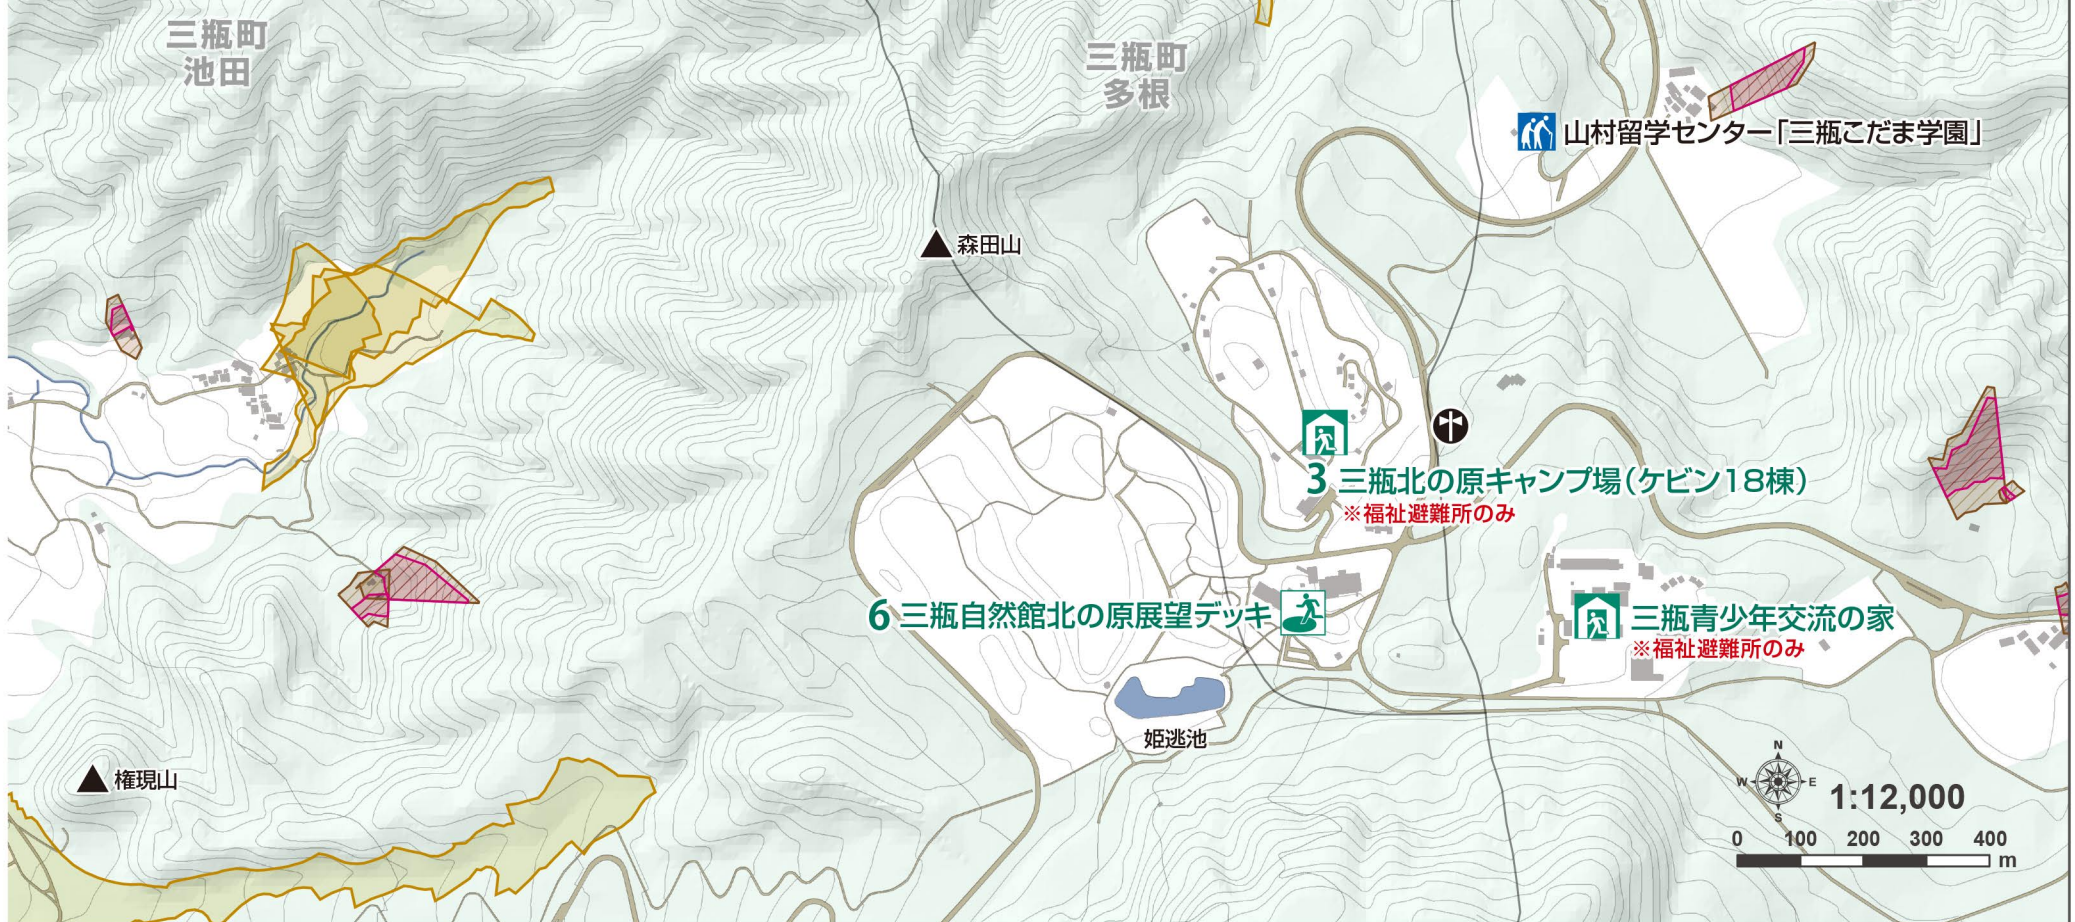 三瓶町
池田
三瓶町
多根
山村留学センター「三瓶こだま学園」
森田山
3 三瓶北の原キャンプ場（ケビン18棟）
※福祉避難所のみ
6 三瓶自然館北の原展望デッキ
三瓶青少年交流の家
※福祉避難所のみ
姫逃池
権現山
N
W E
S
1:12,000
0 100 200 300 400
m